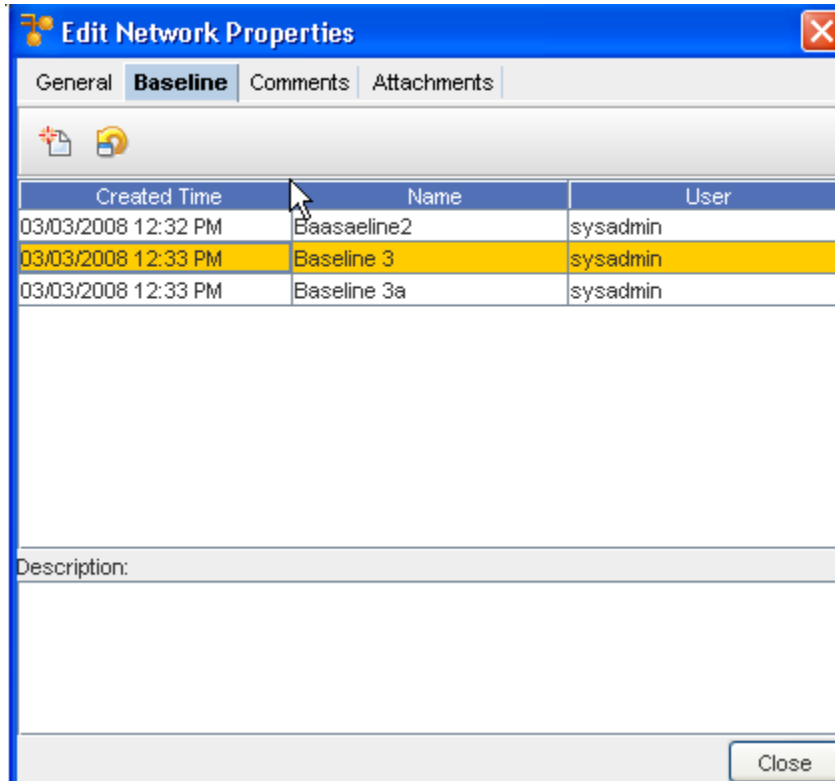 Edit Network Properties
General Baseline Comments Attachments
Created Time Name User
03/03/2008 12:32 PM Baasaeline2 sysadmin
03/03/2008 12:33 PM Baseline 3 sysadmin
03/03/2008 12:33 PM Baseline 3a sysadmin
Description:
Close